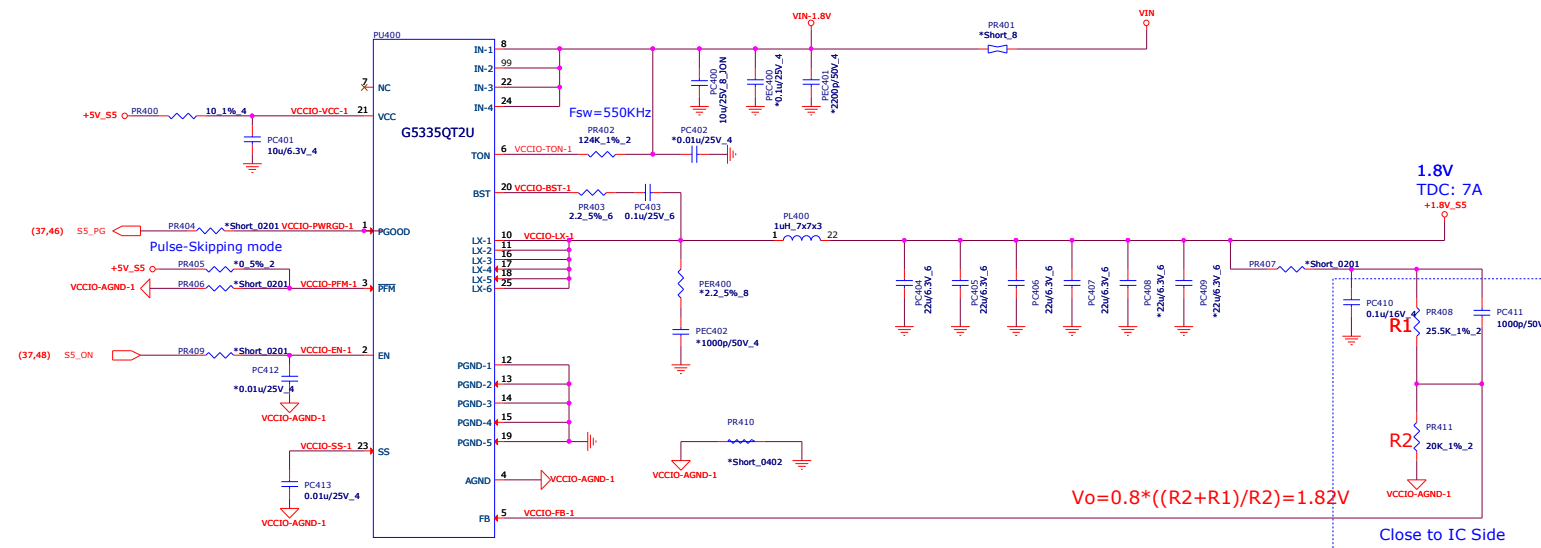 PU400
G5335QT2U
7
NC
+5V_S5
PR400
10_1%_4
VCCIO-VCC-1
21
VCC
PC401
10u/6.3V_4
(37,46)
S5_PG
PR404
*Short_0201
VCCIO-PWRGD-1
1
PGOOD
Pulse-Skipping mode
+5V_S5
PR405
*0_5%_2
VCCIO-AGND-1
PR406
*Short_0201
VCCIO-PFM-1
3
PFM
(37,48)
S5_ON
PR409
*Short_0201
VCCIO-EN-1
2
EN
PC412
*0.01u/25V_4
VCCIO-AGND-1
VCCIO-SS-1
23
SS
PC413
0.01u/25V_4
VCCIO-AGND-1
IN-1
8
IN-2
99
IN-3
22
IN-4
24
VIN-1.8V
PR401
*Short_8
VIN
PC400
10u/25V_8_JON
PEC400
*0.1u/25V_4
PEC401
*2200p/50V_4
Fsw=550KHz
TON
6
VCCIO-TON-1
PR402
124K_1%_2
PC402
*0.01u/25V_4
BST
20
VCCIO-BST-1
PR403
2.2_5%_6
PC403
0.1u/25V_6
LX-1
10
VCCIO-LX-1
LX-2
11
LX-3
16
LX-4
17
LX-5
18
LX-6
25
PL400
1uH_7x7x3
1
22
PER400
*2.2_5%_8
PEC402
*1000p/50V_4
PC404
22u/6.3V_6
PC405
22u/6.3V_6
PC406
22u/6.3V_6
PC407
22u/6.3V_6
PC408
*22u/6.3V_6
PC409
*22u/6.3V_6
1.8V
TDC: 7A
+1.8V_S5
PR407
*Short_0201
PC410
0.1u/16V_4
R1
PR408
25.5K_1%_2
PC411
1000p/50V
R2
PR411
20K_1%_2
VCCIO-AGND-1
PGND-1
12
PGND-2
13
PGND-3
14
PGND-4
15
PGND-5
19
PR410
*Short_0402
VCCIO-AGND-1
AGND
4
VCCIO-AGND-1
FB
5
VCCIO-FB-1
Vo=0.8*((R2+R1)/R2)=1.82V
Close to IC Side